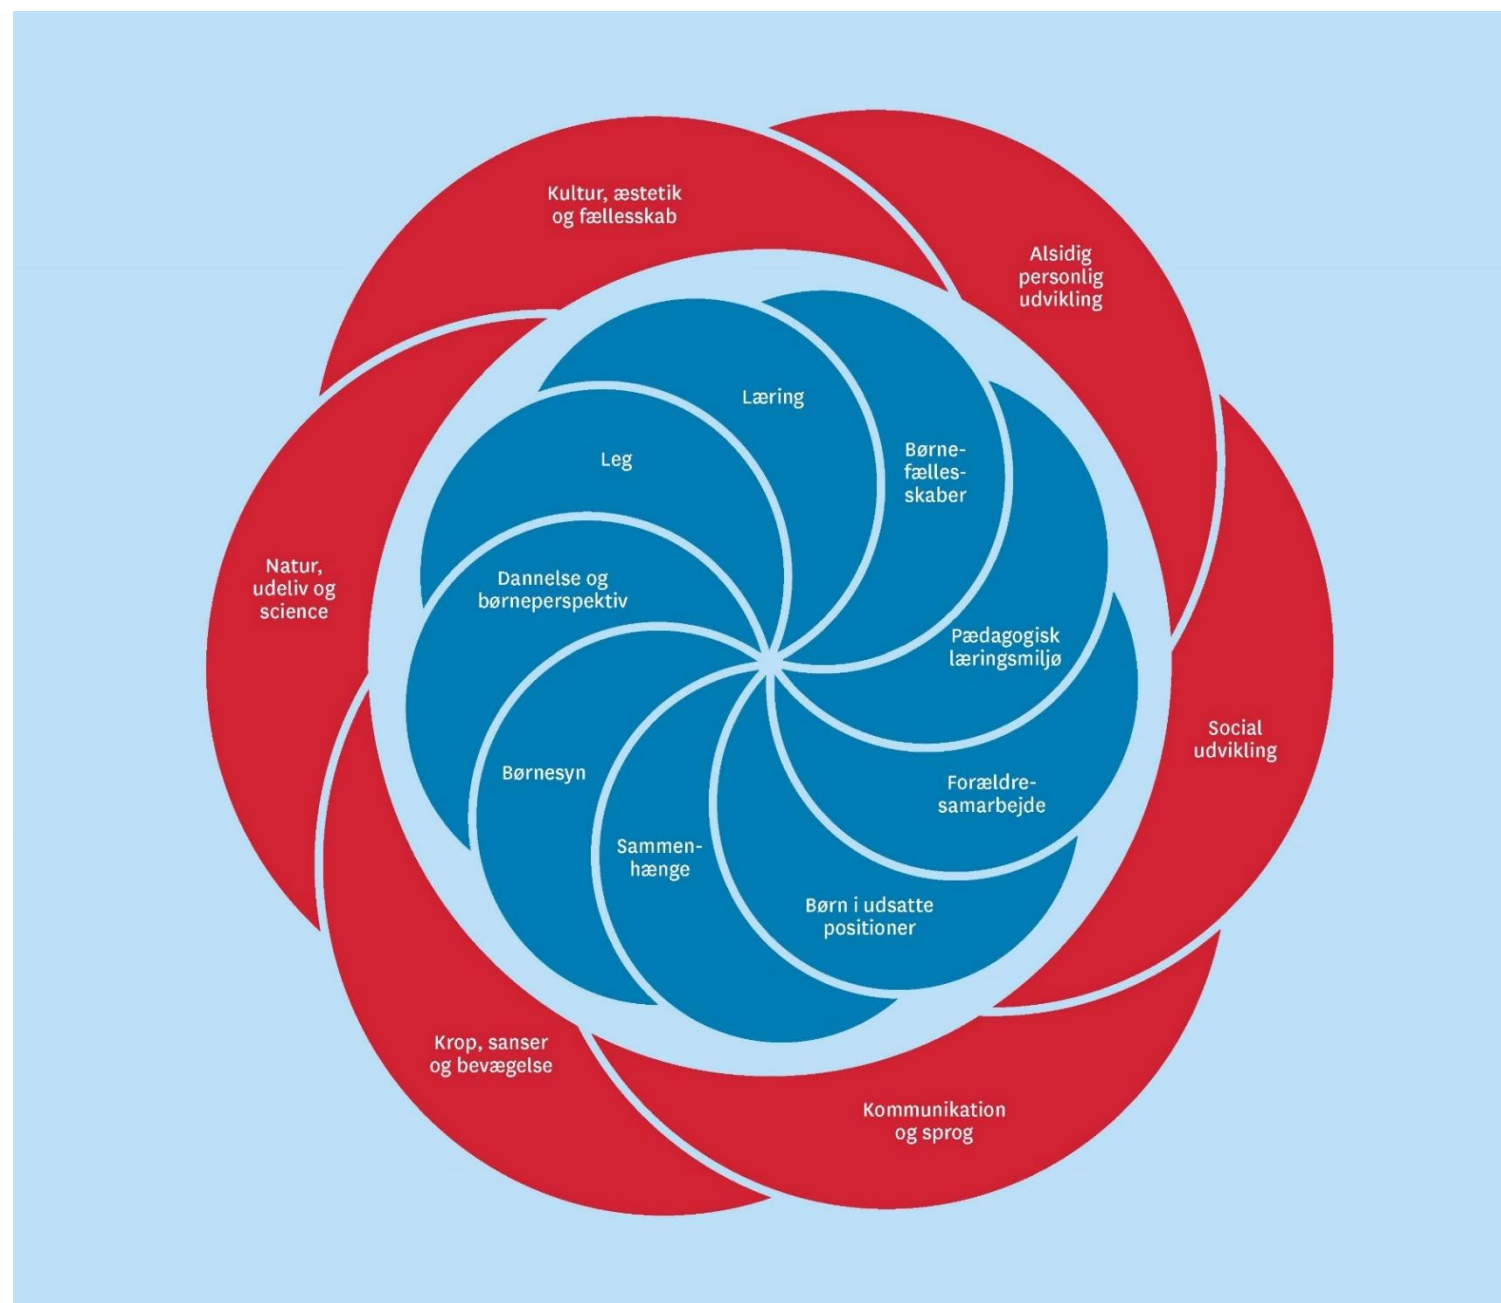 Kultur, æstetik
og fællesskab
Alsidig
personlig
udvikling
Læring
Leg
Børne-
fælles-
skaber
Natur,
udeliv og
science
Dannelse og
børneperspektiv
Pædagogisk
læringsmiljø
Social
udvikling
Børnesyn
Forældre-
samarbejde
Sammen-
hænge
Børn i udsatte
positioner
Krop, sanser
og bevægelse
Kommunikation
og sprog